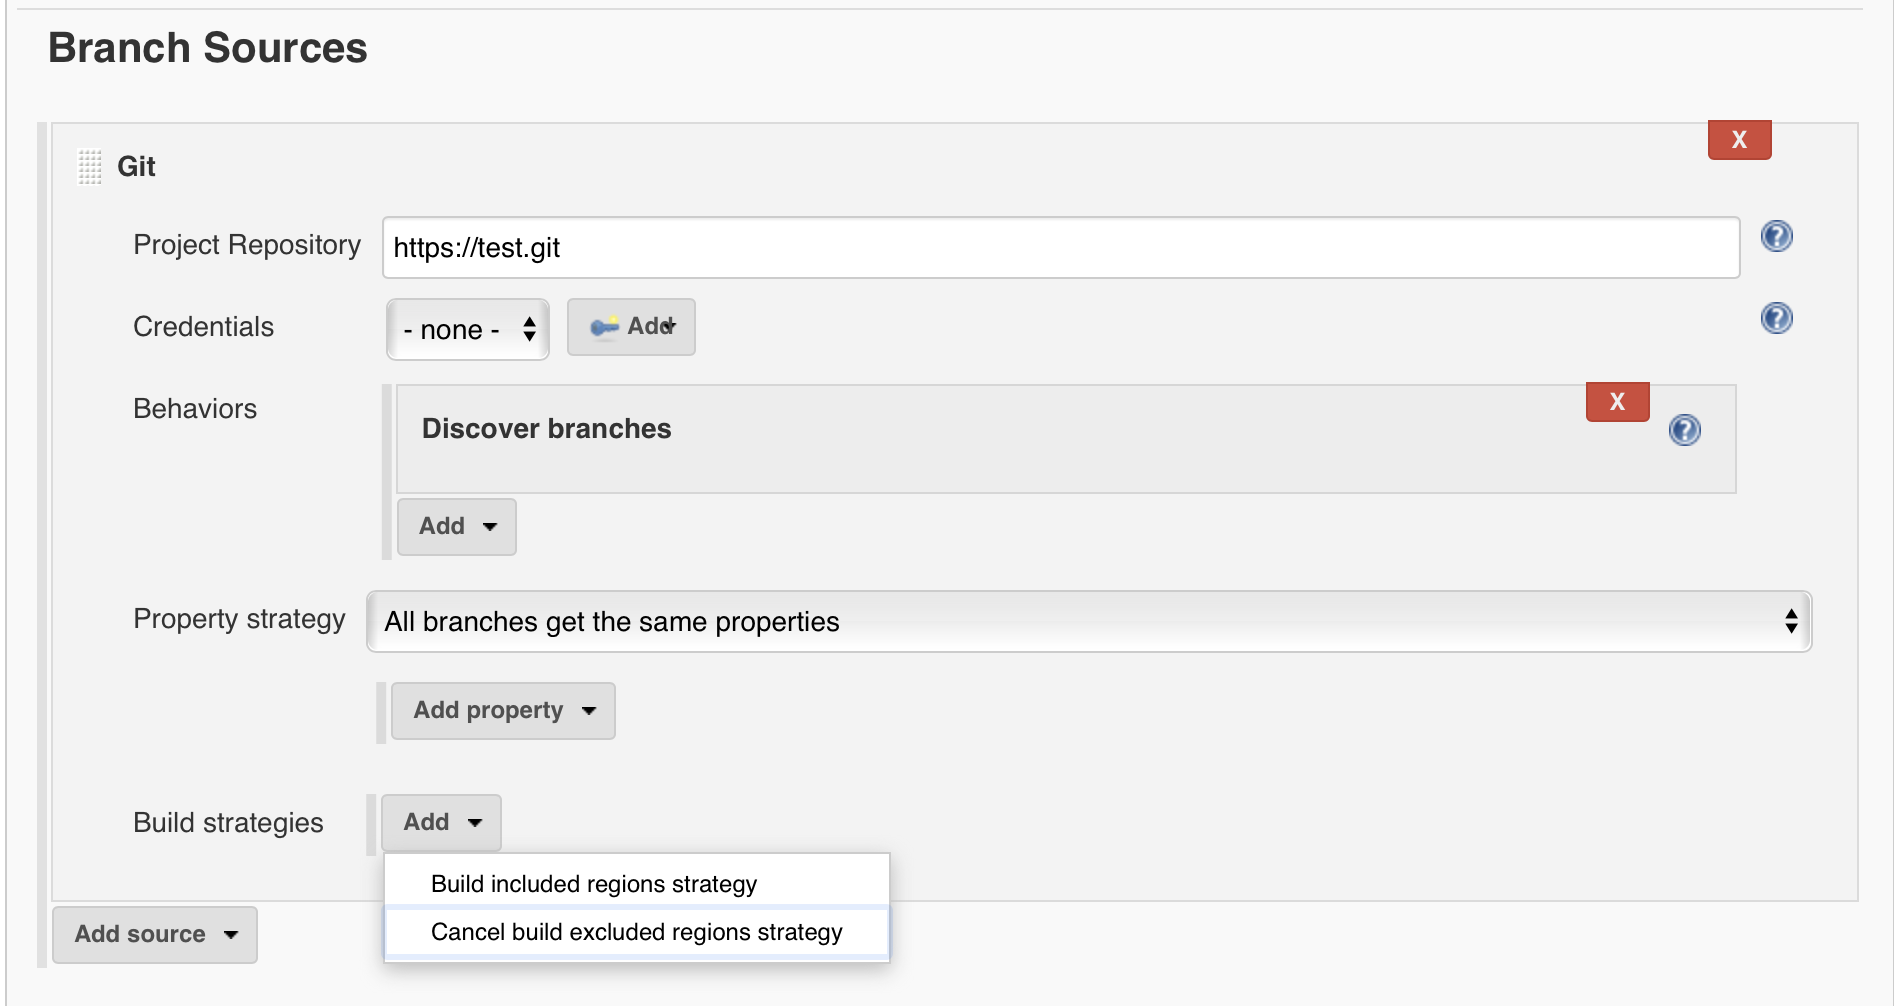 Branch Sources
X
Git
Project Repository https://test.git ?
Credentials - none - Add ?
Behaviors
X
Discover branches ?
Add
Property strategy All branches get the same properties
Add property
Build strategies Add
Build included regions strategy
Cancel build excluded regions strategy
Add source